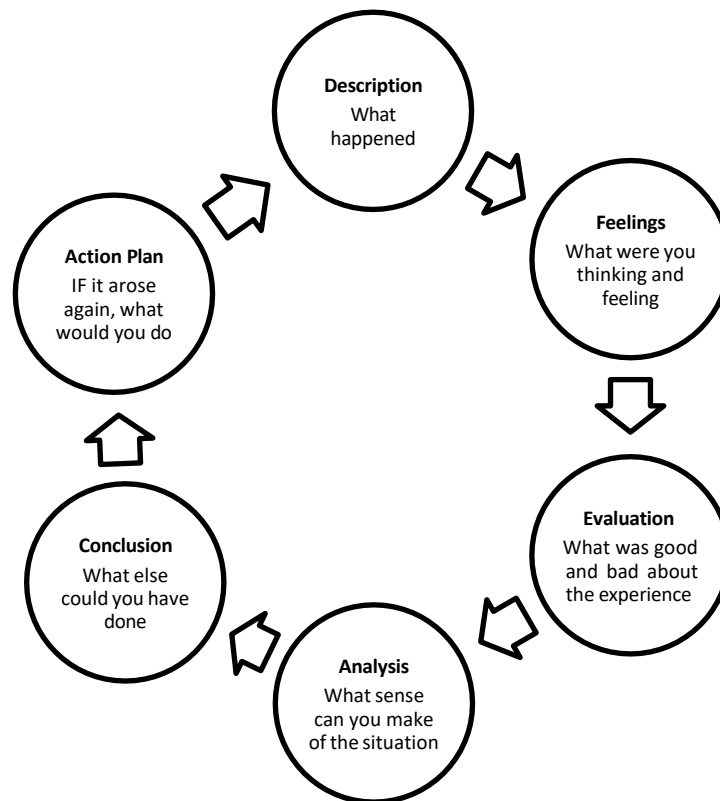 Description
What
happened
Feelings
What were you
thinking and
feeling
Evaluation
What was good
and bad about
the experience
Analysis
What sense
can you make
of the situation
Conclusion
What else
could you have
done
Action Plan
IF it arose
again, what
would you do